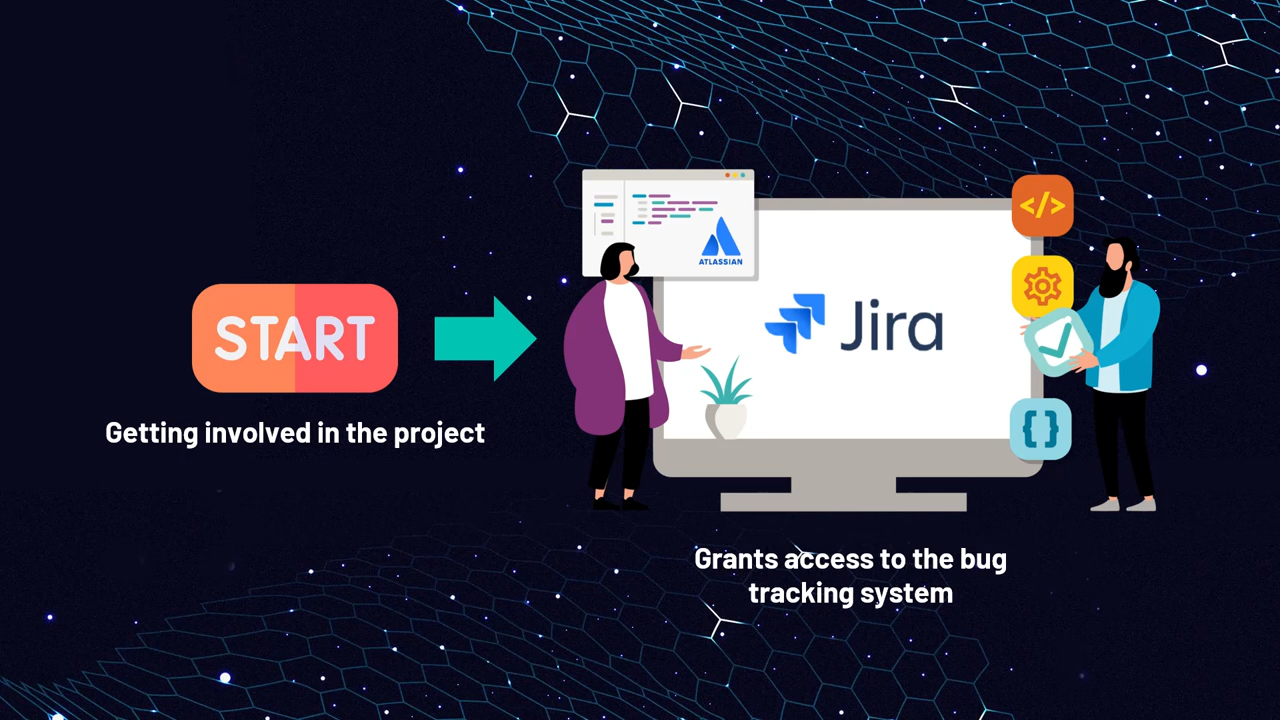 ATLASSIAN
</>
START
Jira
{}
Getting involved in the project
Grants access to the bug
tracking system